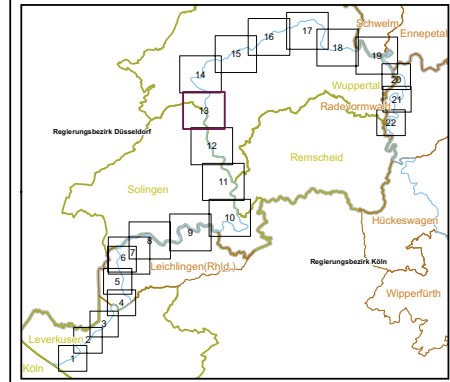 17
16
Schwelm
Ennepetal
15
18
19
14
Wuppertal
20
13
21
Radevormwald
22
Regierungsbezirk Düsseldorf
12
Remscheid
11
Solingen
10
Hückeswagen
9
8
7
6
Leichlingen(Rhld.)
Regierungsbezirk Köln
5
Wipperfürth
4
3
Leverkusen
2
1
Köln